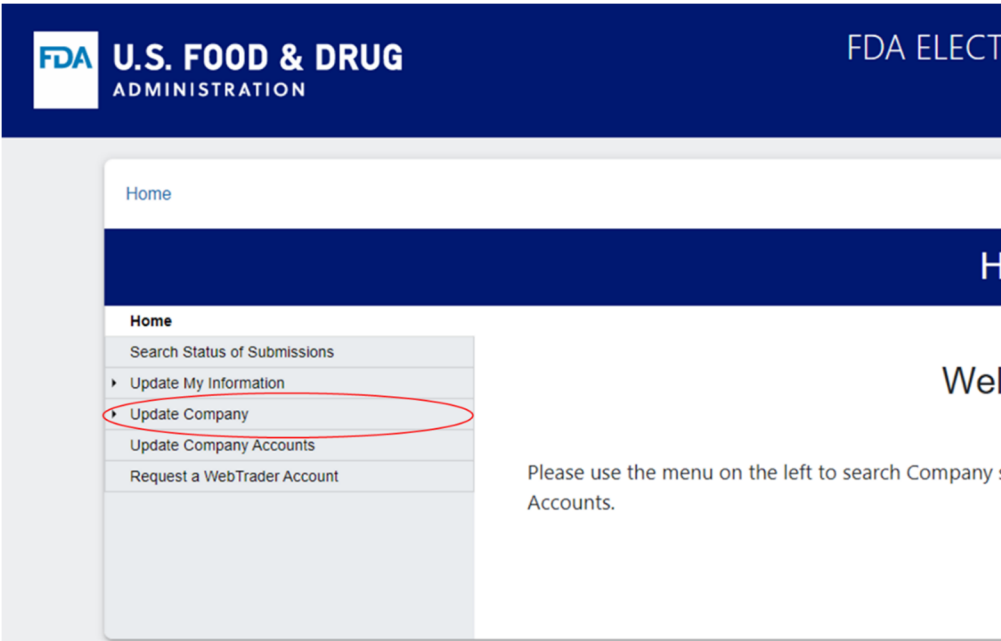 FDA
U.S. FOOD & DRUG
ADMINISTRATION
FDA ELECT
Home
H
Home
Search Status of Submissions
Update My Information
Update Company
Update Company Accounts
Request a WebTrader Account
Wel
Please use the menu on the left to search Company s
Accounts.